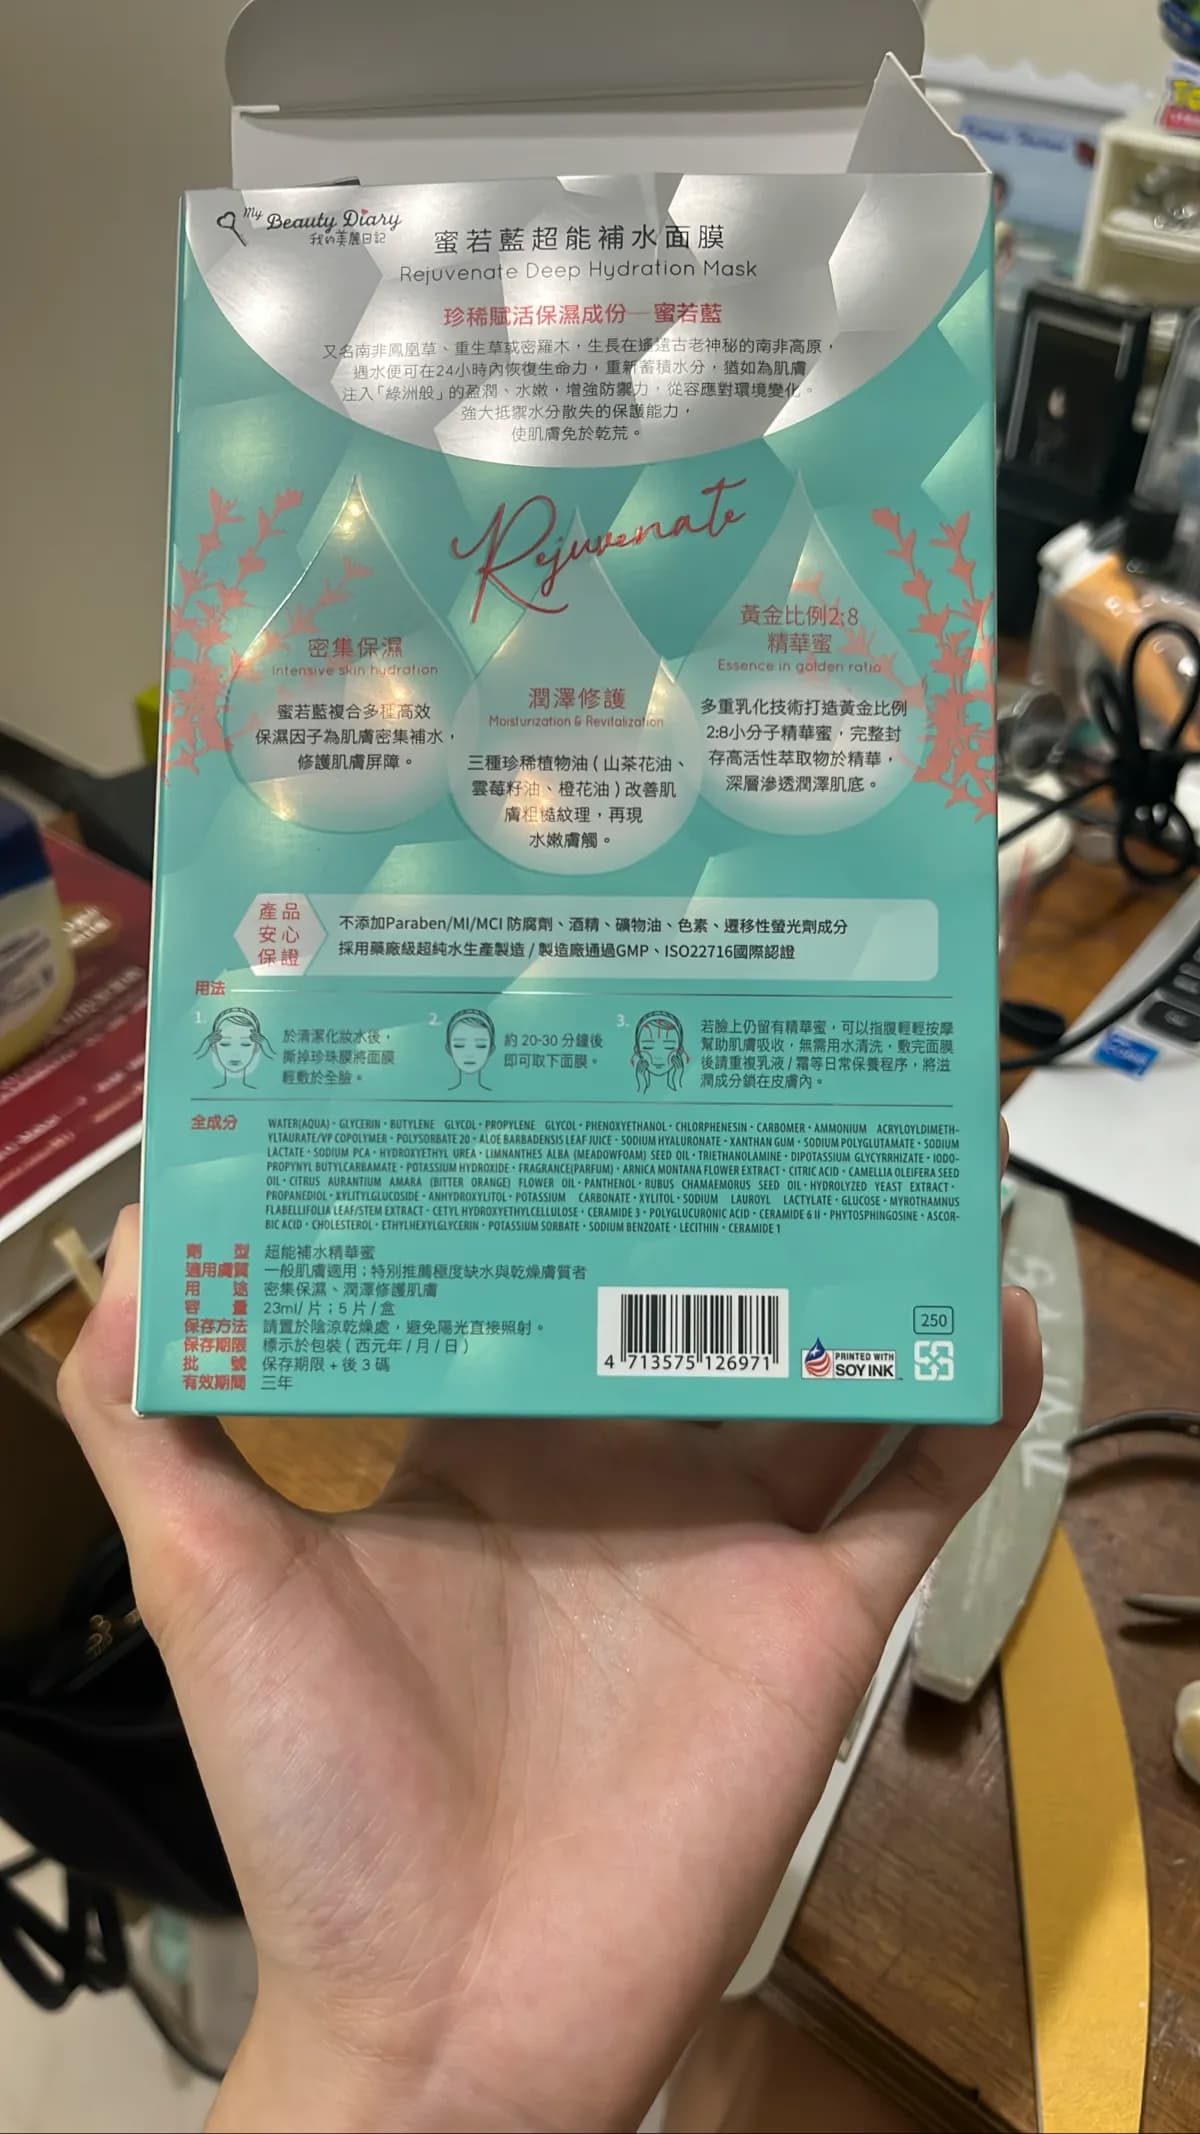 My Beauty Diary
我的美麗日記
蜜若藍超能補水面膜
Rejuvenate Deep Hydration Mask
珍稀賦活保濕成份—蜜若藍
又名南非鳳凰草、重生草或密羅木，生長在遙遠古老神秘的南非高原，
遇水便可在24小時內恢復生命力，重新蓄積水分，猶如為肌膚
注入「綠洲般」的盈潤、水嫩，增強防禦力，從容應對環境變化。
強大抵禦水分散失的保護能力，
使肌膚免於乾荒。
Rejuvenate
密集保濕
Intensive skin hydration
蜜若藍複合多種高效
保濕因子為肌膚密集補水，
修護肌膚屏障。
潤澤修護
Moisturization & Revitalization
三種珍稀植物油（山茶花油、
雲莓籽油、橙花油）改善肌
膚粗糙紋理，再現
水嫩膚觸。
黃金比例2:8
精華蜜
Essence in golden ratio
多重乳化技術打造黃金比例
2:8小分子精華蜜，完整封
存高活性萃取物於精華，
深層滲透潤澤肌底。
產品
安心
保證
不添加Paraben/MI/MCI 防腐劑、酒精、礦物油、色素、遷移性螢光劑成分
採用藥廠級超純水生產製造 / 製造廠通過GMP、ISO22716國際認證
用法
1.
於清潔化妝水後，
撕掉珍珠膜將面膜
輕敷於全臉。
2.
約 20-30 分鐘後
即可取下面膜。
3.
若臉上仍留有精華蜜，可以指腹輕輕按摩
幫助肌膚吸收，無需用水清洗，敷完面膜
後請重複乳液 / 霜等日常保養程序，將滋
潤成分鎖在皮膚內。
全成分
WATER(AQUA)・GLYCERIN・BUTYLENE GLYCOL・PROPYLENE GLYCOL・PHENOXYETHANOL・CHLORPHENESIN・CARBOMER・AMMONIUM ACRYLOYLDIMETH-
YLTAURATE/VP COPOLYMER・POLYSORBATE 20・ALOE BARBADENSIS LEAF JUICE・SODIUM HYALURONATE・XANTHAN GUM・SODIUM POLYGLUTAMATE・SODIUM
LACTATE・SODIUM PCA・HYDROXYETHYL UREA・LIMNANTHES ALBA (MEADOWFOAM) SEED OIL・TRIETHANOLAMINE・DIPOTASSIUM GLYCYRRHIZATE・IODO-
PROPYNYL BUTYLCARBAMATE・POTASSIUM HYDROXIDE・FRAGRANCE(PARFUM)・ARNICA MONTANA FLOWER EXTRACT・CITRIC ACID・CAMELLIA OLEIFERA SEED
OIL・CITRUS AURANTIUM AMARA (BITTER ORANGE) FLOWER OIL・PANTHENOL・RUBUS CHAMAEMORUS SEED OIL・HYDROLYZED YEAST EXTRACT・
PROPANEDIOL・XYLITYLGLUCOSIDE・ANHYDROXYLITOL・POTASSIUM CARBONATE・XYLITOL・SODIUM LAUROYL LACTYLATE・GLUCOSE・MYROTHAMNUS
FLABELLIFOLIA LEAF/STEM EXTRACT・CETYL HYDROXYETHYLCELLULOSE・CERAMIDE 3・POLYGLUCURONIC ACID・CERAMIDE 6 II・PHYTOSPHINGOSINE・ASCOR-
BIC ACID・CHOLESTEROL・ETHYLHEXYLGLYCERIN・POTASSIUM SORBATE・SODIUM BENZOATE・LECITHIN・CERAMIDE 1
劑型 超能補水精華蜜
適用膚質 一般肌膚適用；特別推薦極度缺水與乾燥膚質者
用途 密集保濕、潤澤修護肌膚
容量 23ml/ 片；5 片 / 盒
保存方法 請置於陰涼乾燥處，避免陽光直接照射。
保存期限 標示於包裝（西元年 / 月 / 日）
批號 保存期限 + 後 3 碼
有效期間 三年
4 713575 126971
PRINTED WITH
SOY INK
250